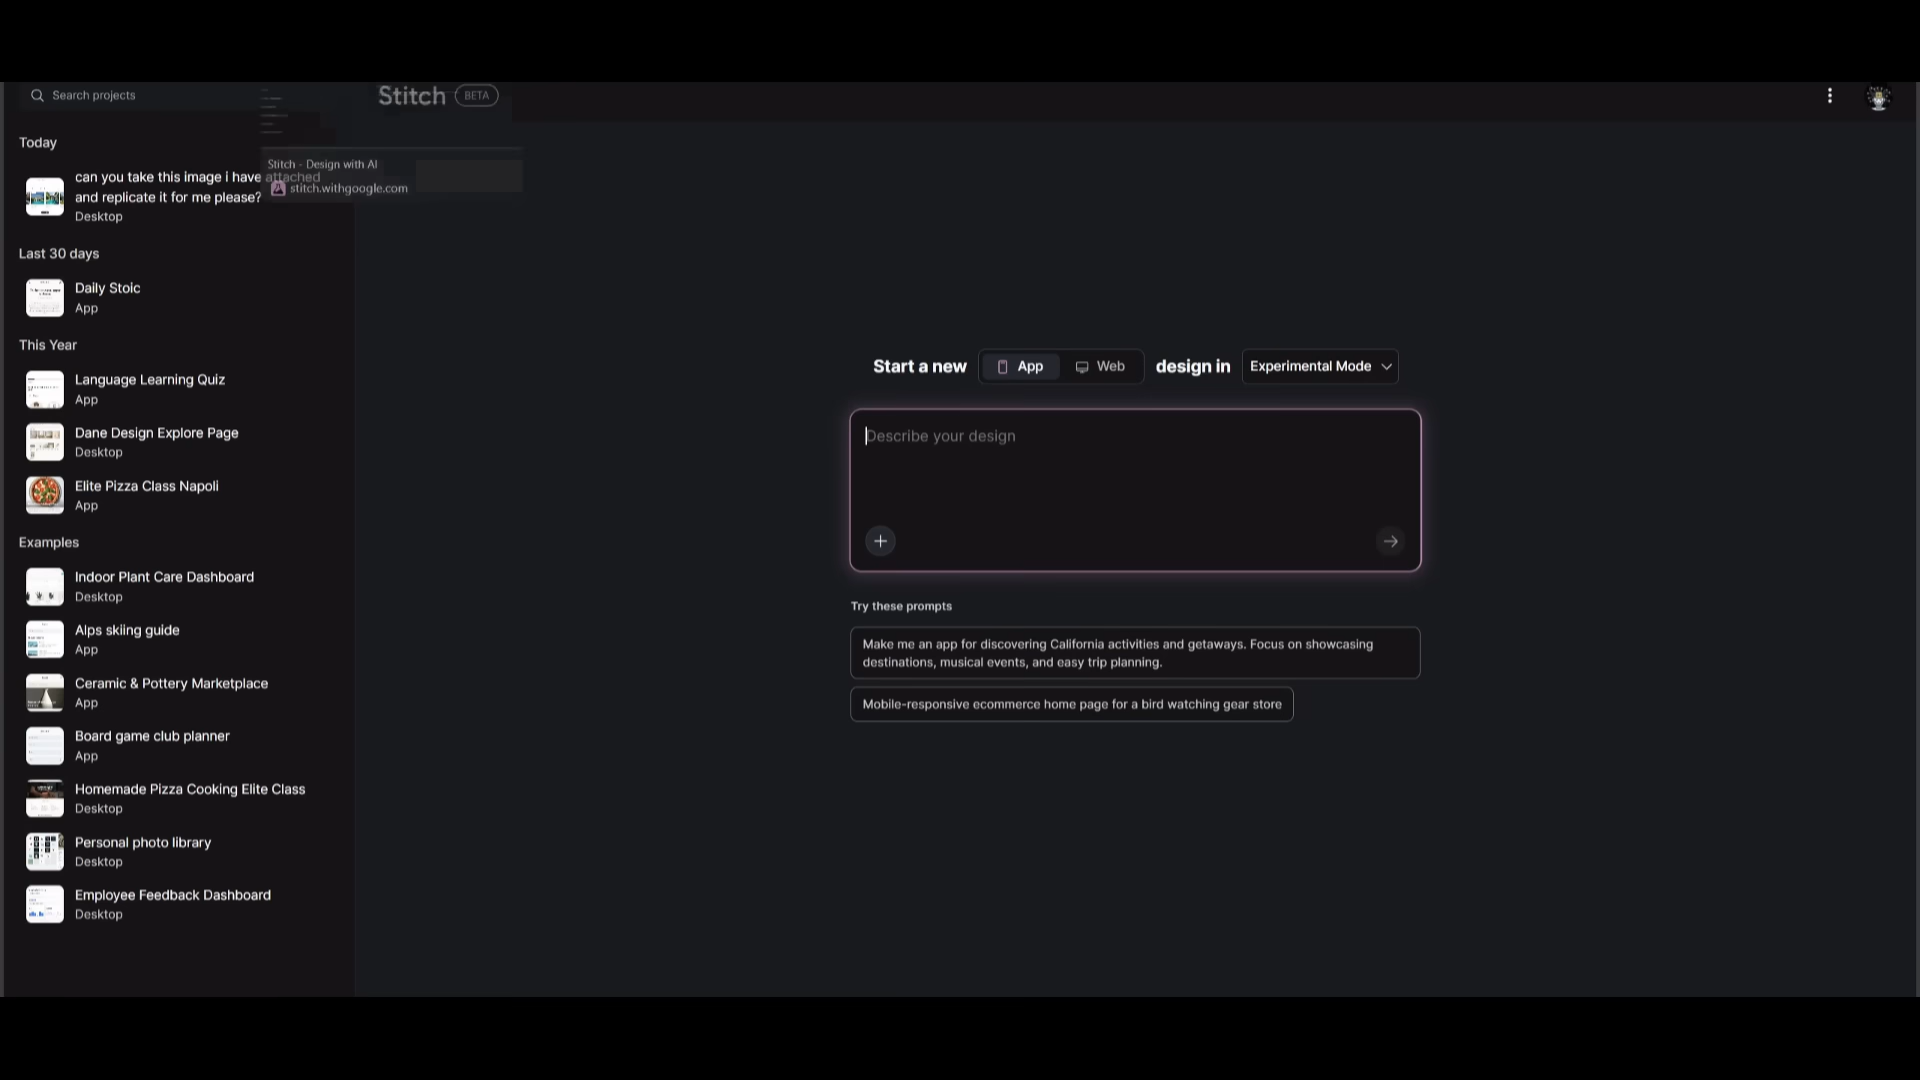 Search projects
Stitch BETA
Today
Stitch - Design with AI
stitch.withgoogle.com
can you take this image i have attached
and replicate it for me please?
Desktop
Last 30 days
Daily Stoic
App
This Year
Language Learning Quiz
App
Dane Design Explore Page
Desktop
Elite Pizza Class Napoli
App
Examples
Indoor Plant Care Dashboard
Desktop
Alps skiing guide
App
Ceramic & Pottery Marketplace
App
Board game club planner
App
Homemade Pizza Cooking Elite Class
Desktop
Personal photo library
Desktop
Employee Feedback Dashboard
Desktop
Start a new App Web design in Experimental Mode
Describe your design
Try these prompts
Make me an app for discovering California activities and getaways. Focus on showcasing
destinations, musical events, and easy trip planning.
Mobile-responsive ecommerce home page for a bird watching gear store